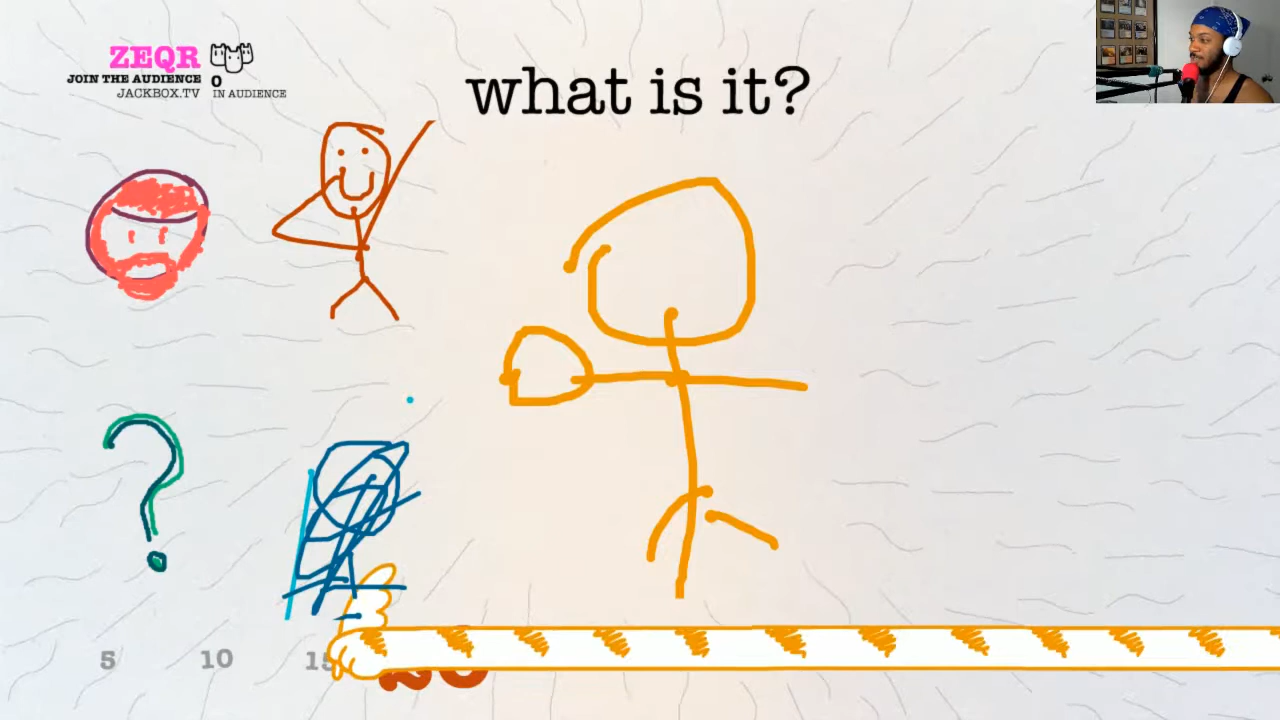 ZEQR
JOIN THE AUDIENCE
JACKBOX.TV
0
IN AUDIENCE
what is it?
?
5 10